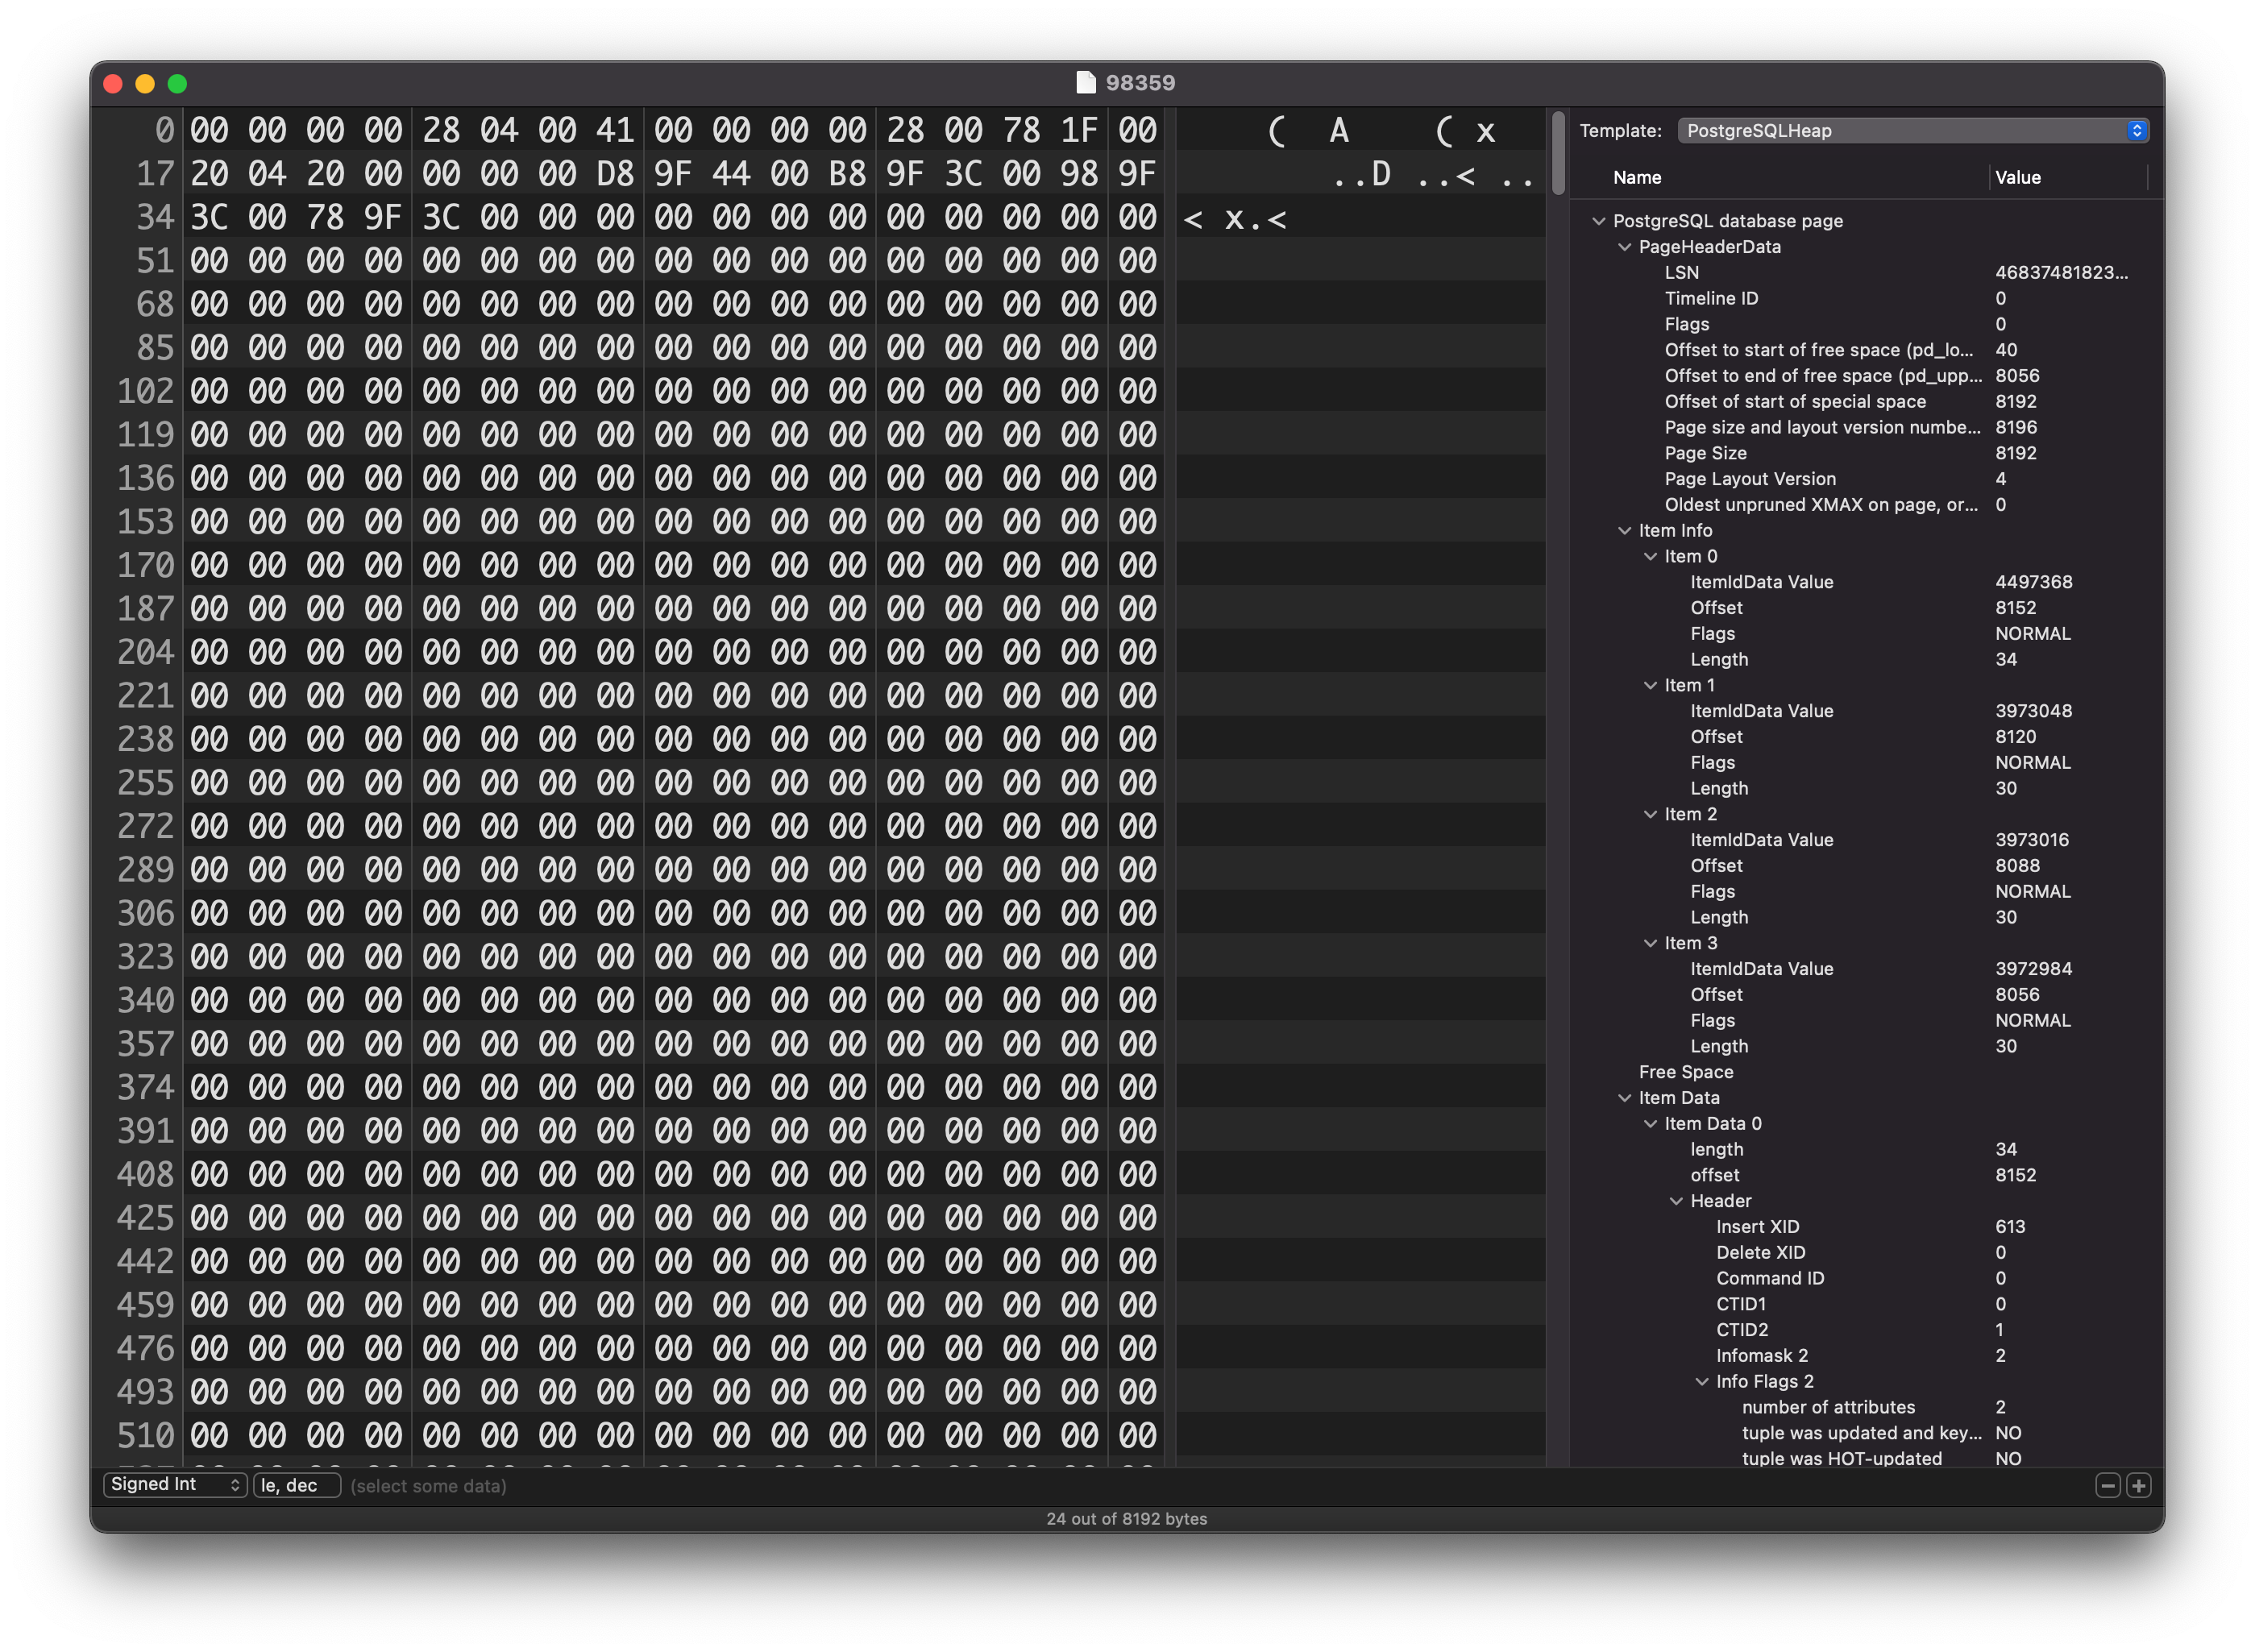 98359
0 00 00 00 00 28 04 00 41 00 00 00 00 28 00 78 1F 00 ( A ( x
17 20 04 20 00 00 00 00 D8 9F 44 00 B8 9F 3C 00 98 9F ..D ..< ..
34 3C 00 78 9F 3C 00 00 00 00 00 00 00 00 00 00 00 00 < x.<
51 00 00 00 00 00 00 00 00 00 00 00 00 00 00 00 00 00
68 00 00 00 00 00 00 00 00 00 00 00 00 00 00 00 00 00
85 00 00 00 00 00 00 00 00 00 00 00 00 00 00 00 00 00
102 00 00 00 00 00 00 00 00 00 00 00 00 00 00 00 00 00
119 00 00 00 00 00 00 00 00 00 00 00 00 00 00 00 00 00
136 00 00 00 00 00 00 00 00 00 00 00 00 00 00 00 00 00
153 00 00 00 00 00 00 00 00 00 00 00 00 00 00 00 00 00
170 00 00 00 00 00 00 00 00 00 00 00 00 00 00 00 00 00
187 00 00 00 00 00 00 00 00 00 00 00 00 00 00 00 00 00
204 00 00 00 00 00 00 00 00 00 00 00 00 00 00 00 00 00
221 00 00 00 00 00 00 00 00 00 00 00 00 00 00 00 00 00
238 00 00 00 00 00 00 00 00 00 00 00 00 00 00 00 00 00
255 00 00 00 00 00 00 00 00 00 00 00 00 00 00 00 00 00
272 00 00 00 00 00 00 00 00 00 00 00 00 00 00 00 00 00
289 00 00 00 00 00 00 00 00 00 00 00 00 00 00 00 00 00
306 00 00 00 00 00 00 00 00 00 00 00 00 00 00 00 00 00
323 00 00 00 00 00 00 00 00 00 00 00 00 00 00 00 00 00
340 00 00 00 00 00 00 00 00 00 00 00 00 00 00 00 00 00
357 00 00 00 00 00 00 00 00 00 00 00 00 00 00 00 00 00
374 00 00 00 00 00 00 00 00 00 00 00 00 00 00 00 00 00
391 00 00 00 00 00 00 00 00 00 00 00 00 00 00 00 00 00
408 00 00 00 00 00 00 00 00 00 00 00 00 00 00 00 00 00
425 00 00 00 00 00 00 00 00 00 00 00 00 00 00 00 00 00
442 00 00 00 00 00 00 00 00 00 00 00 00 00 00 00 00 00
459 00 00 00 00 00 00 00 00 00 00 00 00 00 00 00 00 00
476 00 00 00 00 00 00 00 00 00 00 00 00 00 00 00 00 00
493 00 00 00 00 00 00 00 00 00 00 00 00 00 00 00 00 00
510 00 00 00 00 00 00 00 00 00 00 00 00 00 00 00 00 00
Template: PostgreSQLHeap
Name Value
PostgreSQL database page
PageHeaderData
LSN 46837481823...
Timeline ID 0
Flags 0
Offset to start of free space (pd_lo... 40
Offset to end of free space (pd_upp... 8056
Offset of start of special space 8192
Page size and layout version numbe... 8196
Page Size 8192
Page Layout Version 4
Oldest unpruned XMAX on page, or... 0
Item Info
Item 0
ItemIdData Value 4497368
Offset 8152
Flags NORMAL
Length 34
Item 1
ItemIdData Value 3973048
Offset 8120
Flags NORMAL
Length 30
Item 2
ItemIdData Value 3973016
Offset 8088
Flags NORMAL
Length 30
Item 3
ItemIdData Value 3972984
Offset 8056
Flags NORMAL
Length 30
Free Space
Item Data
Item Data 0
length 34
offset 8152
Header
Insert XID 613
Delete XID 0
Command ID 0
CTID1 0
CTID2 1
Infomask 2 2
Info Flags 2
number of attributes 2
tuple was updated and key... NO
tuple was HOT-updated NO
Signed Int le, dec (select some data)
24 out of 8192 bytes